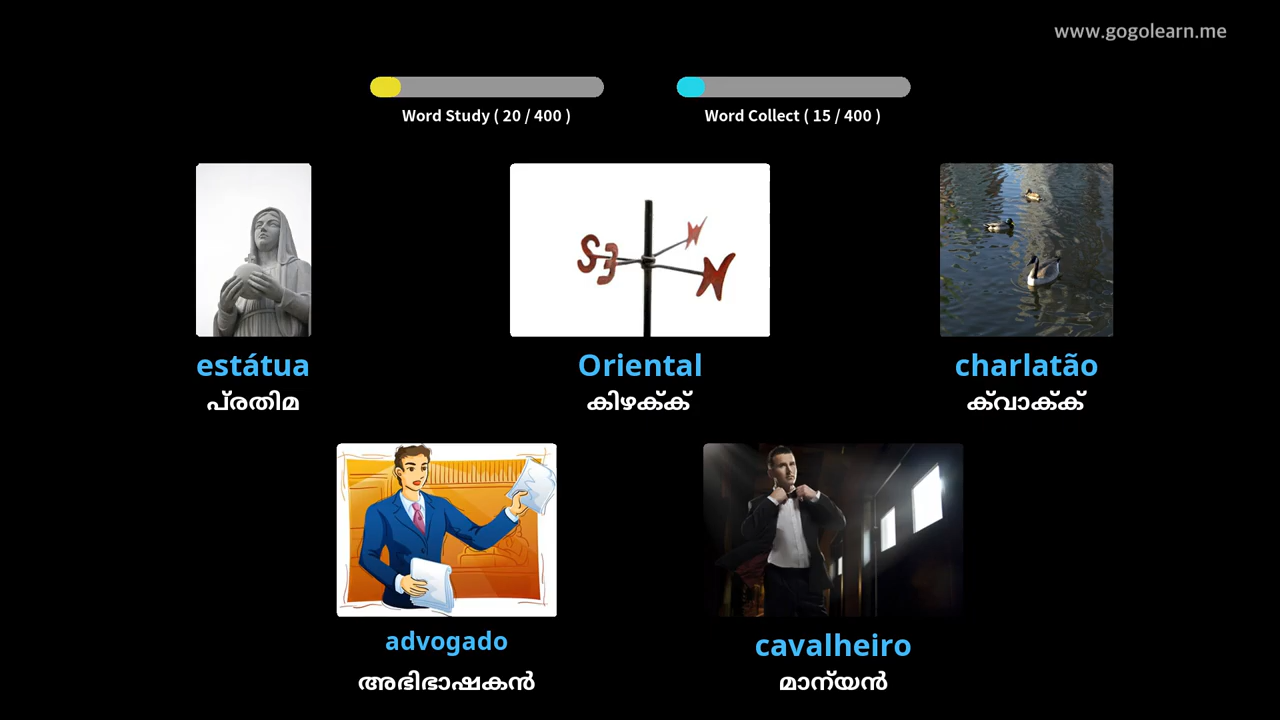 www.gogolearn.me
Word Study ( 20 / 400 )
Word Collect ( 15 / 400 )
S E N W
estátua
Oriental
charlatão
പ്രതിമ
കിഴക്ക്
ക്വാക്ക്
advogado
cavalheiro
അഭിഭാഷകൻ
മാന്യൻ